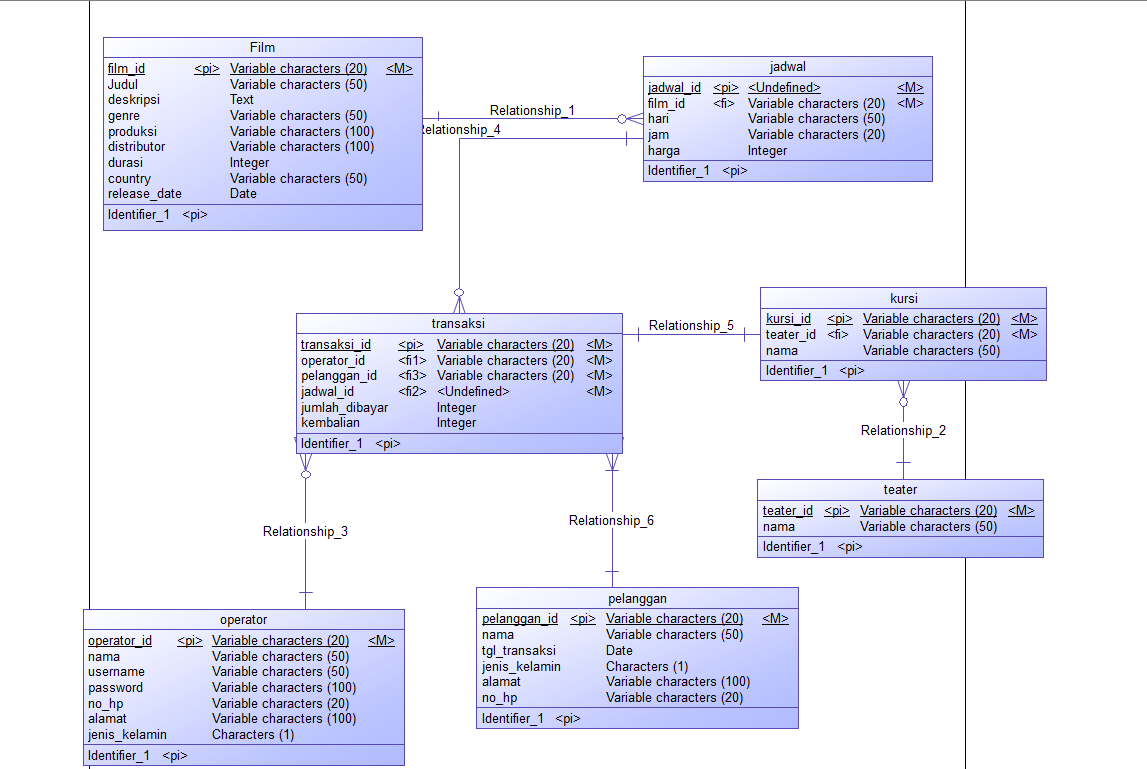 Film
film_id <pi> Variable characters (20) <M>
Judul Variable characters (50)
deskripsi Text
genre Variable characters (50)
produksi Variable characters (100)
distributor Variable characters (100)
durasi Integer
country Variable characters (50)
release_date Date
Identifier_1 <pi>
jadwal
jadwal_id <pi> <Undefined> <M>
film_id <fi> Variable characters (20) <M>
hari Variable characters (50)
jam Variable characters (20)
harga Integer
Identifier_1 <pi>
Relationship_1
Relationship_4
transaksi
transaksi_id <pi> Variable characters (20) <M>
operator_id <fi1> Variable characters (20) <M>
pelanggan_id <fi3> Variable characters (20) <M>
jadwal_id <fi2> <Undefined> <M>
jumlah_dibayar Integer
kembalian Integer
Identifier_1 <pi>
Relationship_5
kursi
kursi_id <pi> Variable characters (20) <M>
teater_id <fi> Variable characters (20) <M>
nama Variable characters (50)
Identifier_1 <pi>
Relationship_2
teater
teater_id <pi> Variable characters (20) <M>
nama Variable characters (50)
Identifier_1 <pi>
Relationship_3
Relationship_6
operator
operator_id <pi> Variable characters (20) <M>
nama Variable characters (50)
username Variable characters (50)
password Variable characters (100)
no_hp Variable characters (20)
alamat Variable characters (100)
jenis_kelamin Characters (1)
Identifier_1 <pi>
pelanggan
pelanggan_id <pi> Variable characters (20) <M>
nama Variable characters (50)
tgl_transaksi Date
jenis_kelamin Characters (1)
alamat Variable characters (100)
no_hp Variable characters (20)
Identifier_1 <pi>